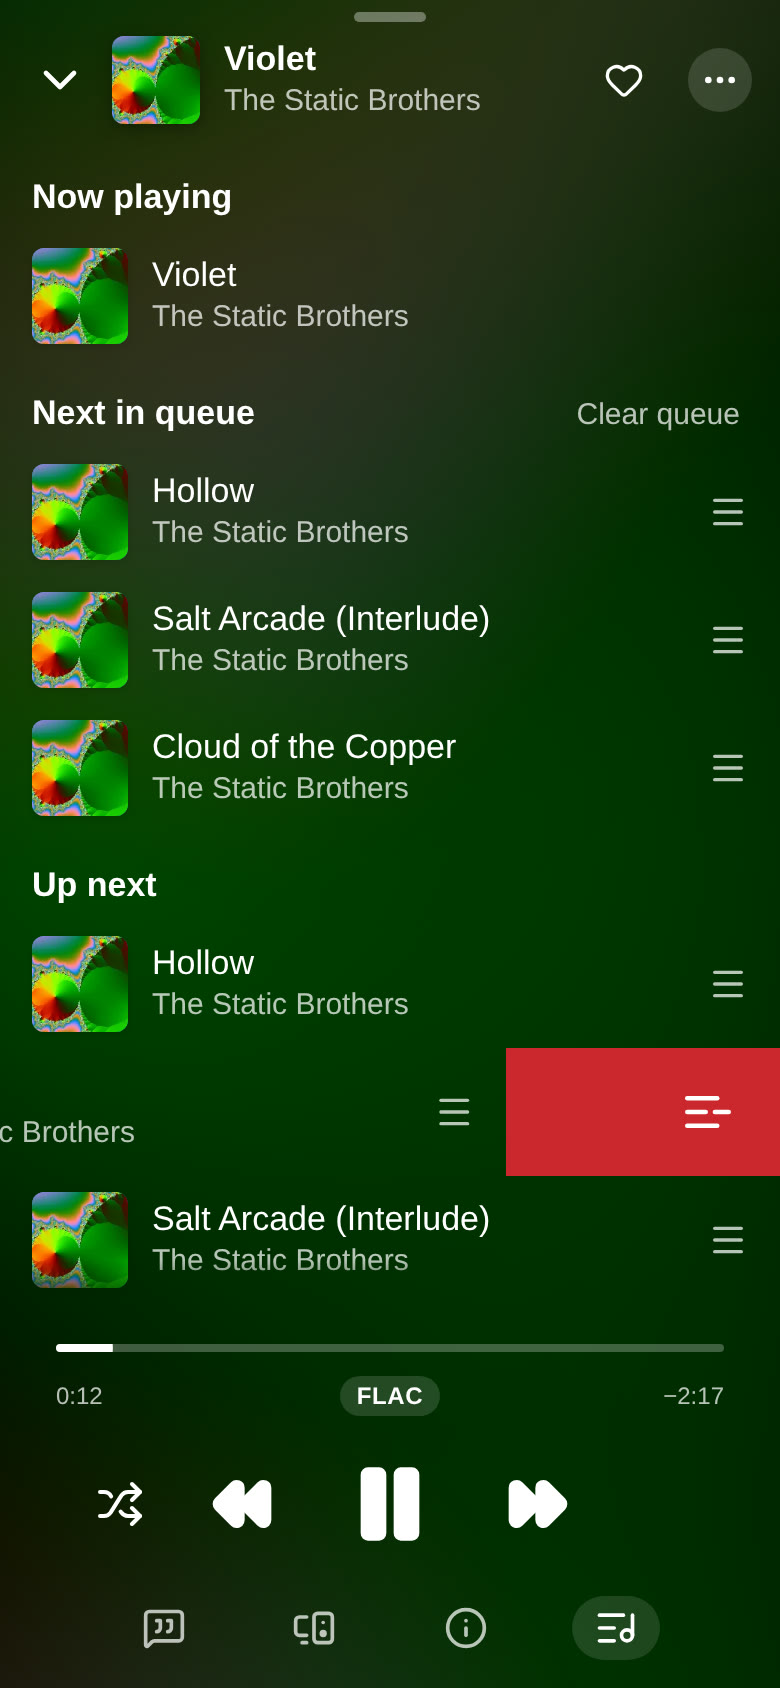 Violet
The Static Brothers
Now playing
Violet
The Static Brothers
Next in queue
Clear queue
Hollow
The Static Brothers
Salt Arcade (Interlude)
The Static Brothers
Cloud of the Copper
The Static Brothers
Up next
Hollow
The Static Brothers
c Brothers
Salt Arcade (Interlude)
The Static Brothers
0:12
FLAC
−2:17